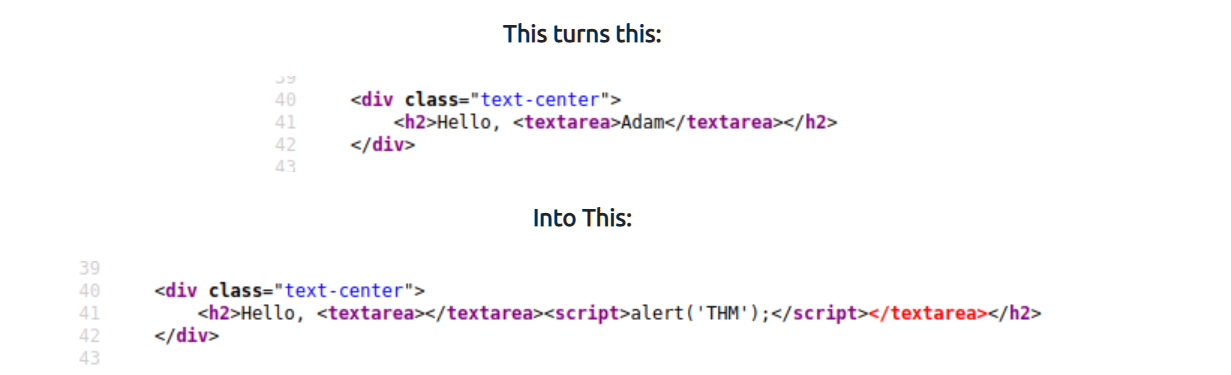 This turns this:
39
40 <div class="text-center">
41 <h2>Hello, <textarea>Adam</textarea></h2>
42 </div>
43
Into This:
39
40 <div class="text-center">
41 <h2>Hello, <textarea></textarea><script>alert('THM');</script></textarea></h2>
42 </div>
43